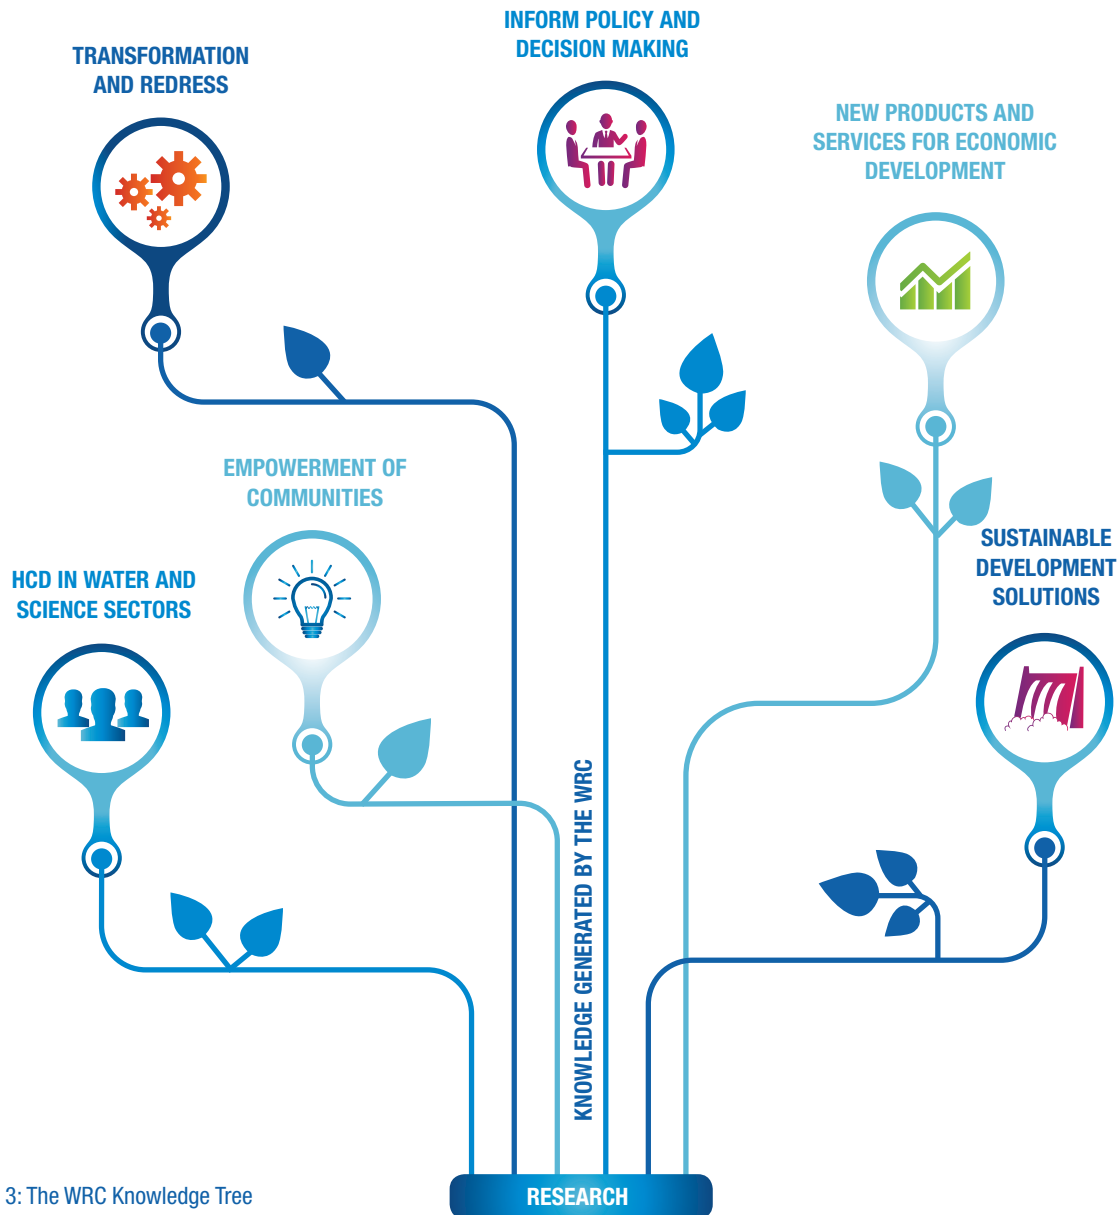 INFORM POLICY AND
DECISION MAKING
TRANSFORMATION
AND REDRESS
NEW PRODUCTS AND
SERVICES FOR ECONOMIC
DEVELOPMENT
EMPOWERMENT OF
COMMUNITIES
SUSTAINABLE
DEVELOPMENT
SOLUTIONS
HCD IN WATER AND
SCIENCE SECTORS
KNOWLEDGE GENERATED BY THE WRC
RESEARCH
3: The WRC Knowledge Tree